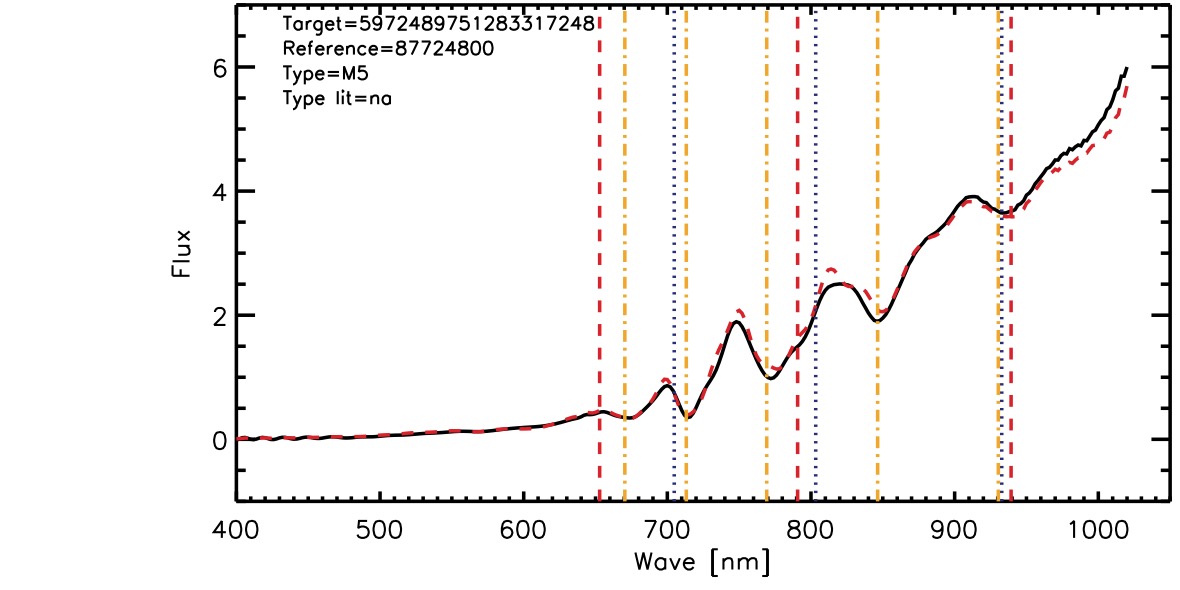 Target=5972489751283317248
Reference=87724800
Type=M5
Type lit=na
6
4
2
0
Flux
400 500 600 700 800 900 1000
Wave [nm]